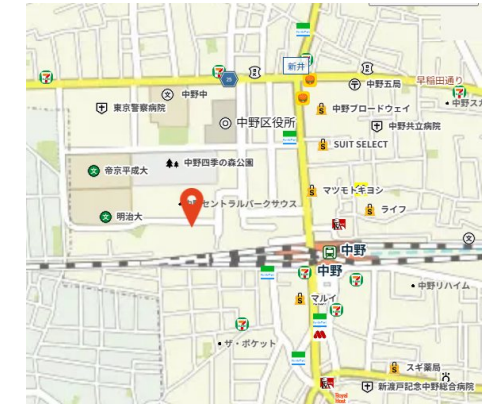 新井
25
早稲田通り
中野中
中野五局
東京警察病院
中野ブロードウェイ
中野区役所
中野共立病院
SUIT SELECT
中野四季の森公園
帝京平成大
マツモトキヨシ
セントラルパークサウス
ライフ
明治大
中野
中野
中野リハイム
マルイ
ザ・ポケット
スギ薬局
新渡戸記念中野総合病院